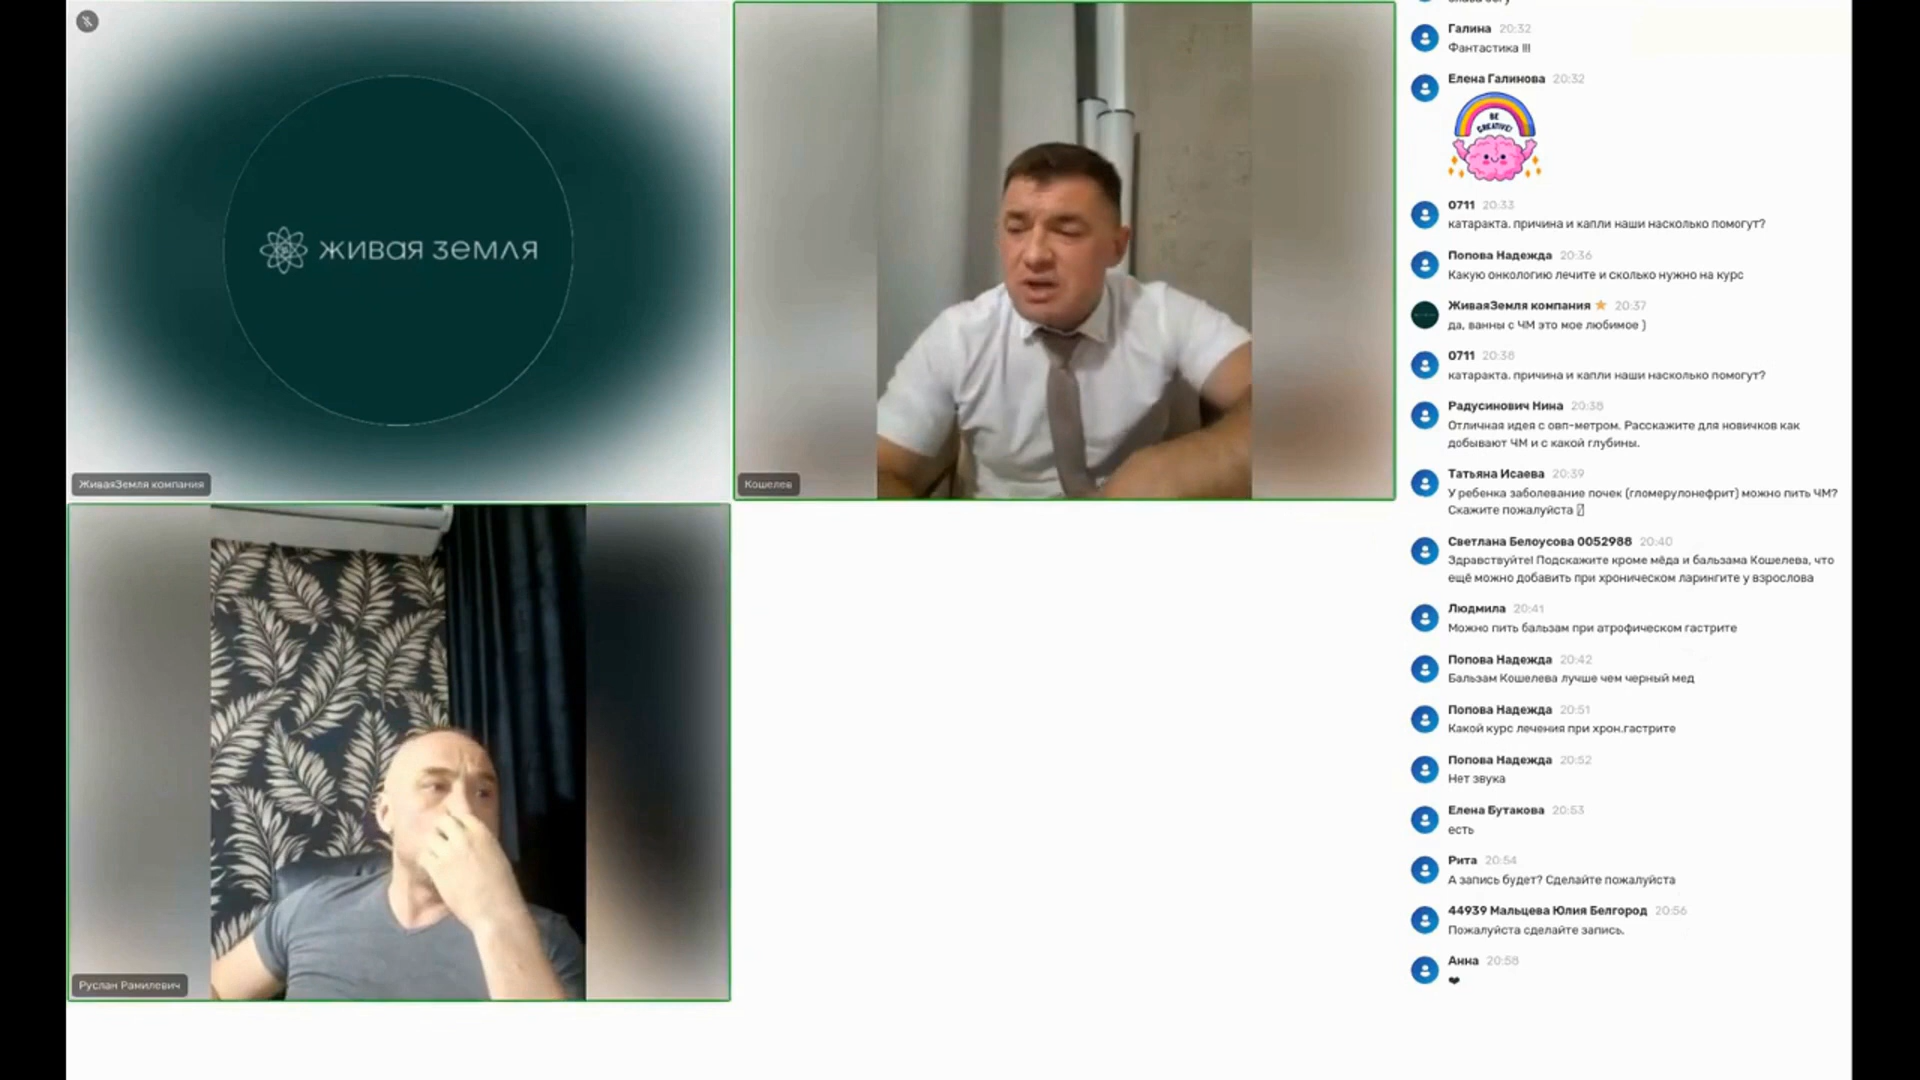 живая земля
ЖиваяЗемля компания
Кошелев
Руслан Рамилевич
Галина 20:32
Фантастика !!!
Елена Галинова 20:32
BE
CREATIVE!
0711 20:33
катаракта. причина и капли наши насколько помогут?
Попова Надежда 20:36
Какую онкологию лечите и сколько нужно на курс
ЖиваяЗемля компания 20:37
да, ванны с ЧМ это мое любимое )
0711 20:38
катаракта. причина и капли наши насколько помогут?
Радусинович Нина 20:38
Отличная идея с овп-метром. Расскажите для новичков как
добывают ЧМ и с какой глубины.
Татьяна Исаева 20:39
У ребенка заболевание почек (гломерулонефрит) можно пить ЧМ?
Скажите пожалуйста
Светлана Белоусова 0052988 20:40
Здравствуйте! Подскажите кроме мёда и бальзама Кошелева, что
ещё можно добавить при хроническом ларингите у взрослова
Людмила 20:41
Можно пить бальзам при атрофическом гастрите
Попова Надежда 20:42
Бальзам Кошелева лучше чем черный мед
Попова Надежда 20:51
Какой курс лечения при хрон.гастрите
Попова Надежда 20:52
Нет звука
Елена Бутакова 20:53
есть
Рита 20:54
А запись будет? Сделайте пожалуйста
44939 Мальцева Юлия Белгород 20:56
Пожалуйста сделайте запись.
Анна 20:58
❤